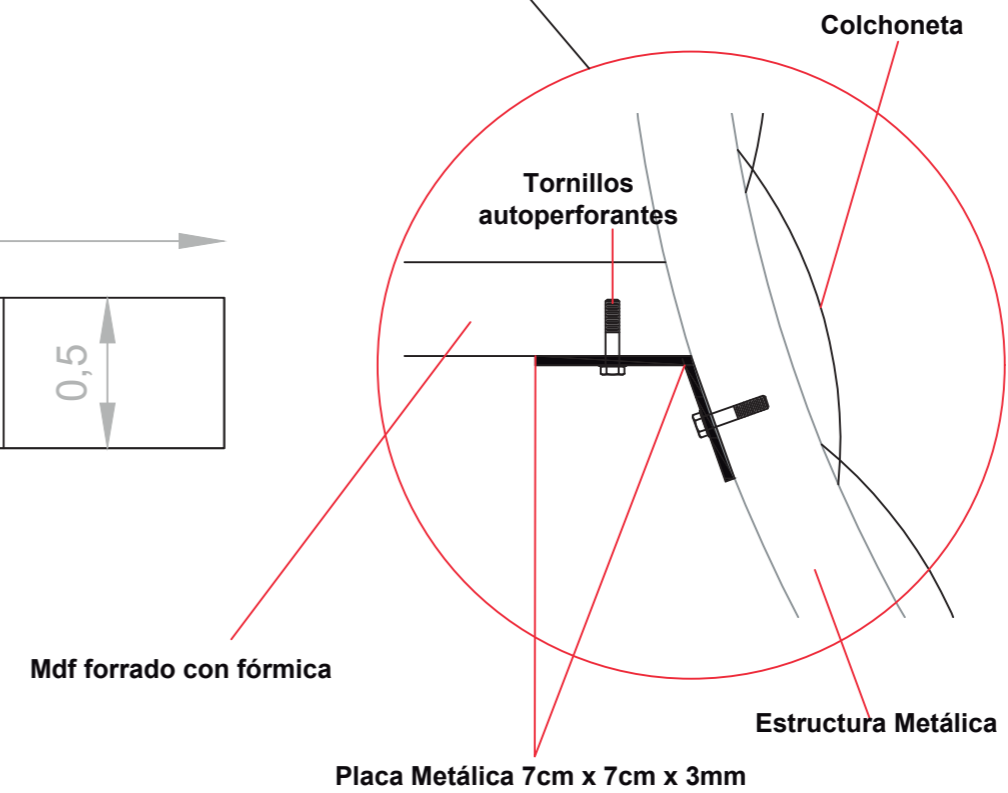 Colchoneta
Tornillos
autoperforantes
0,5
Mdf forrado con fórmica
Estructura Metálica
Placa Metálica 7cm x 7cm x 3mm